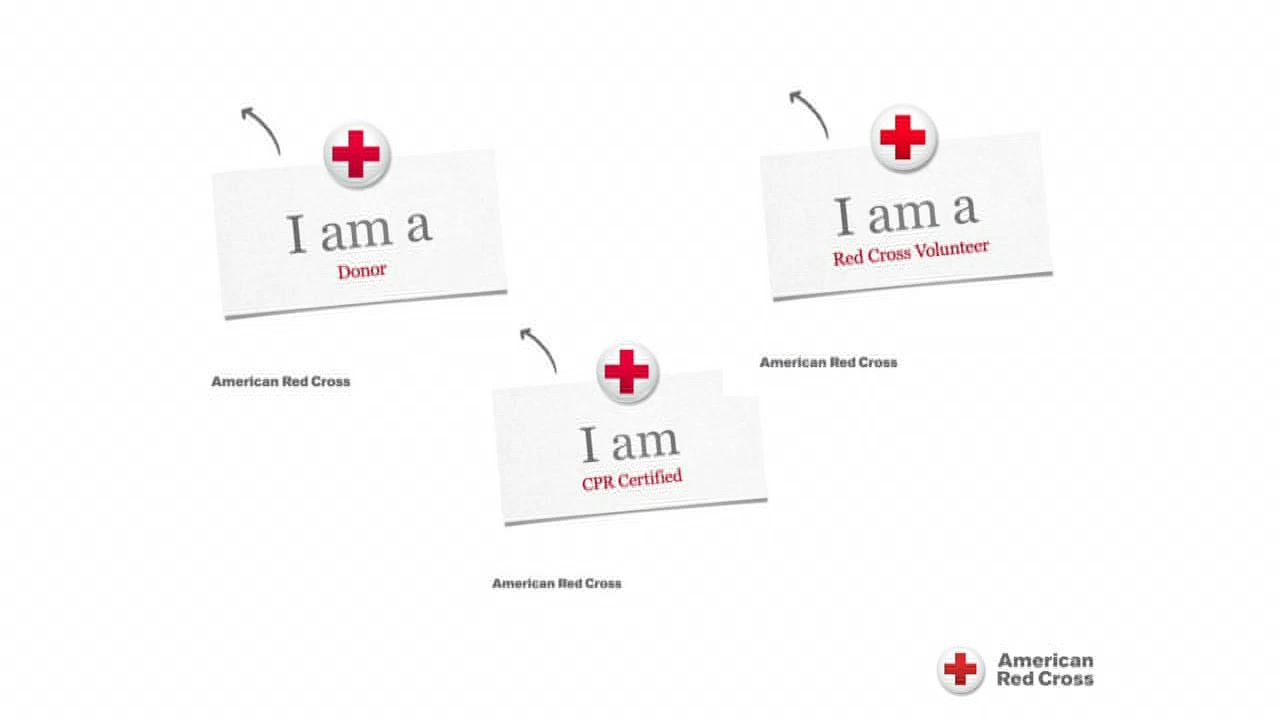 I am a
Donor
American Red Cross
I am a
Red Cross Volunteer
American Red Cross
I am
CPR Certified
American Red Cross
American
Red Cross